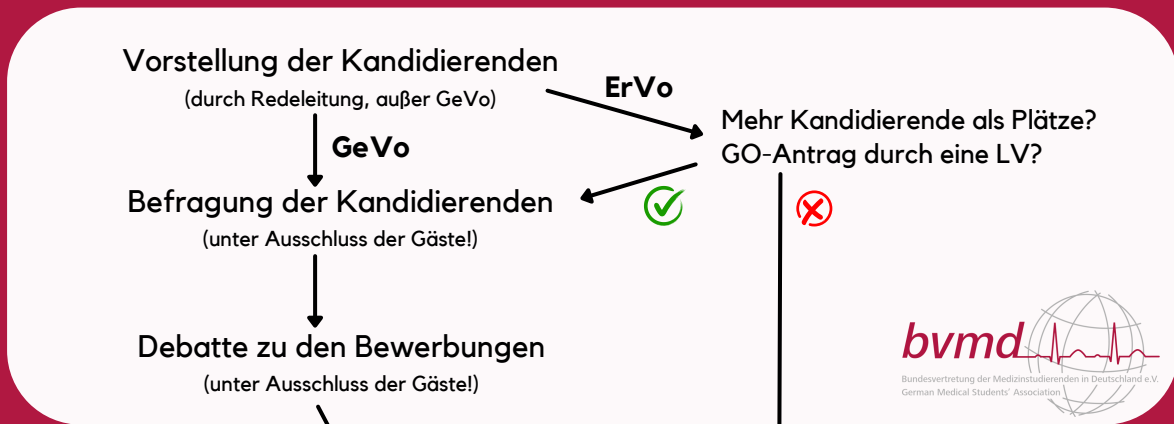 Vorstellung der Kandidierenden
(durch Redeleitung, außer GeVo)
ErVo
GeVo
Mehr Kandidierende als Plätze?
GO-Antrag durch eine LV?
Befragung der Kandidierenden
(unter Ausschluss der Gäste!)
Debatte zu den Bewerbungen
(unter Ausschluss der Gäste!)
bvmd
Bundesvertretung der Medizinstudierenden in Deutschland e.V.
German Medical Students' Association